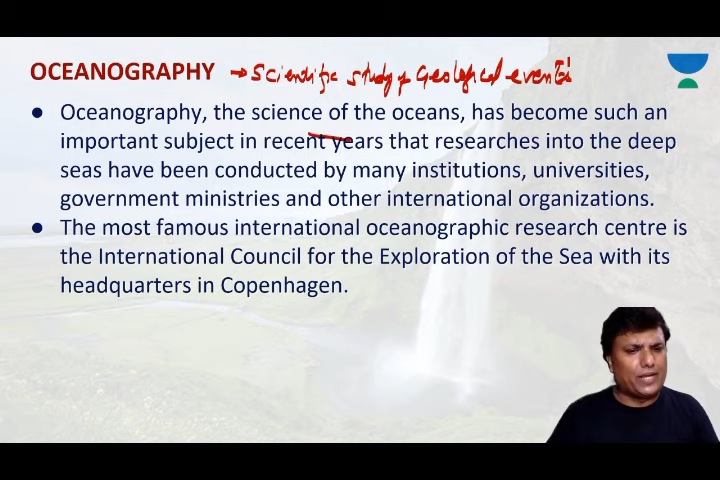 OCEANOGRAPHY → Scientific study of Geological events
● Oceanography, the science of the oceans, has become such an
important subject in recent years that researches into the deep
seas have been conducted by many institutions, universities,
government ministries and other international organizations.
● The most famous international oceanographic research centre is
the International Council for the Exploration of the Sea with its
headquarters in Copenhagen.